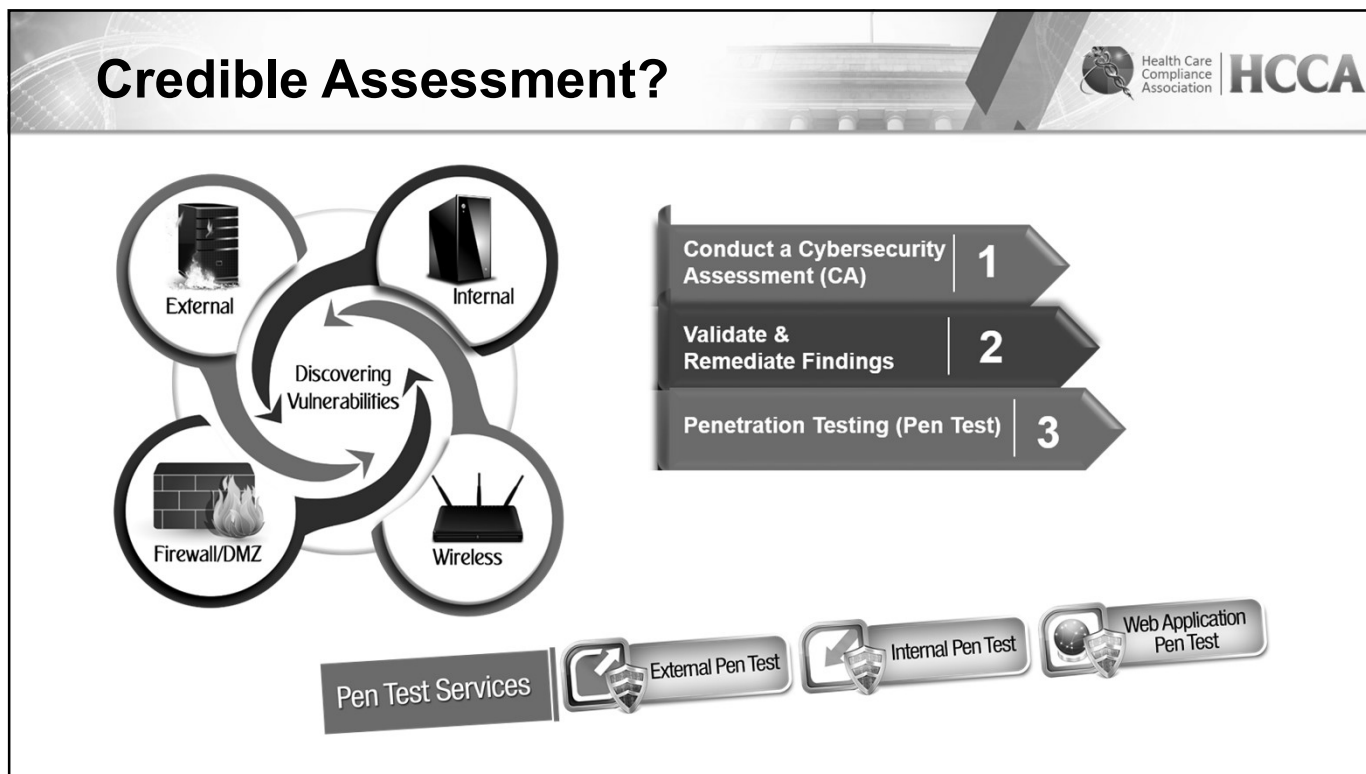 Credible Assessment?
Health Care
Compliance
Association
HCCA
External
Internal
Discovering
Vulnerabilities
Firewall/DMZ
Wireless
Conduct a Cybersecurity
Assessment (CA)
1
Validate &
Remediate Findings
2
Penetration Testing (Pen Test)
3
Pen Test Services
External Pen Test
Internal Pen Test
Web Application
Pen Test